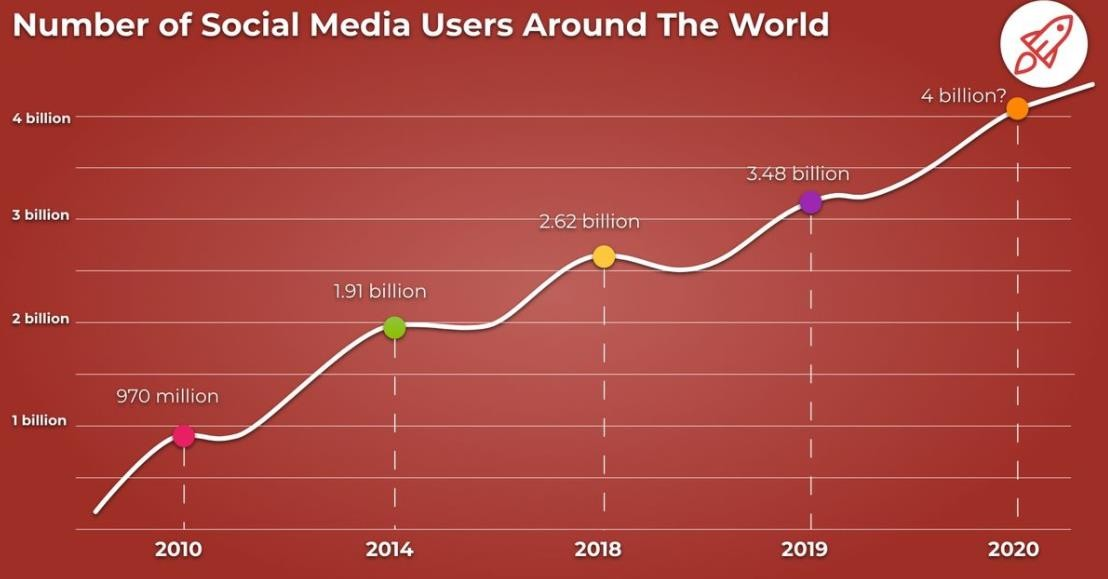 Number of Social Media Users Around The World
4 billion?
4 billion
3.48 billion
3 billion
2.62 billion
1.91 billion
2 billion
970 million
1 billion
2010 2014 2018 2019 2020